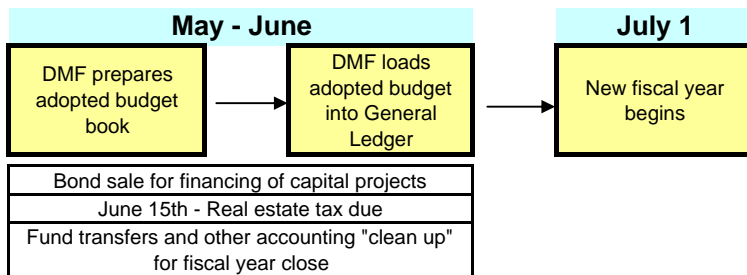 May - June
July 1
DMF prepares
adopted budget
book
DMF loads
adopted budget
into General
Ledger
New fiscal year
begins
Bond sale for financing of capital projects
June 15th - Real estate tax due
Fund transfers and other accounting "clean up"
for fiscal year close